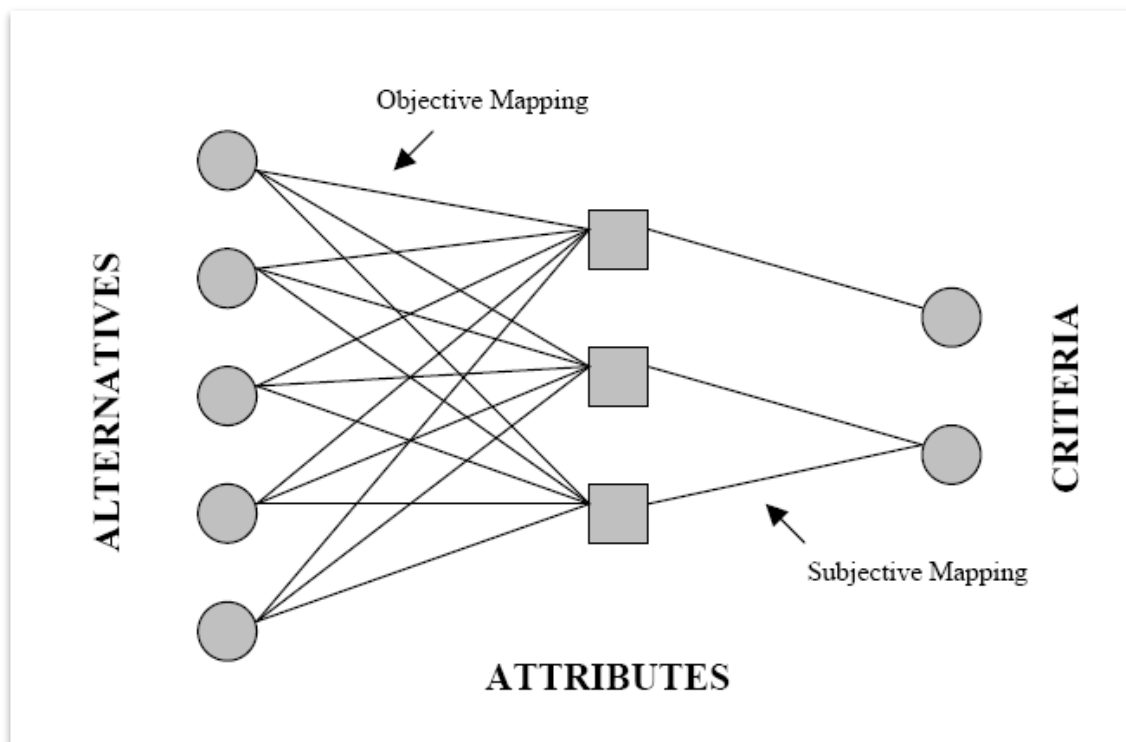 Objective Mapping
ALTERNATIVES
CRITERIA
Subjective Mapping
ATTRIBUTES